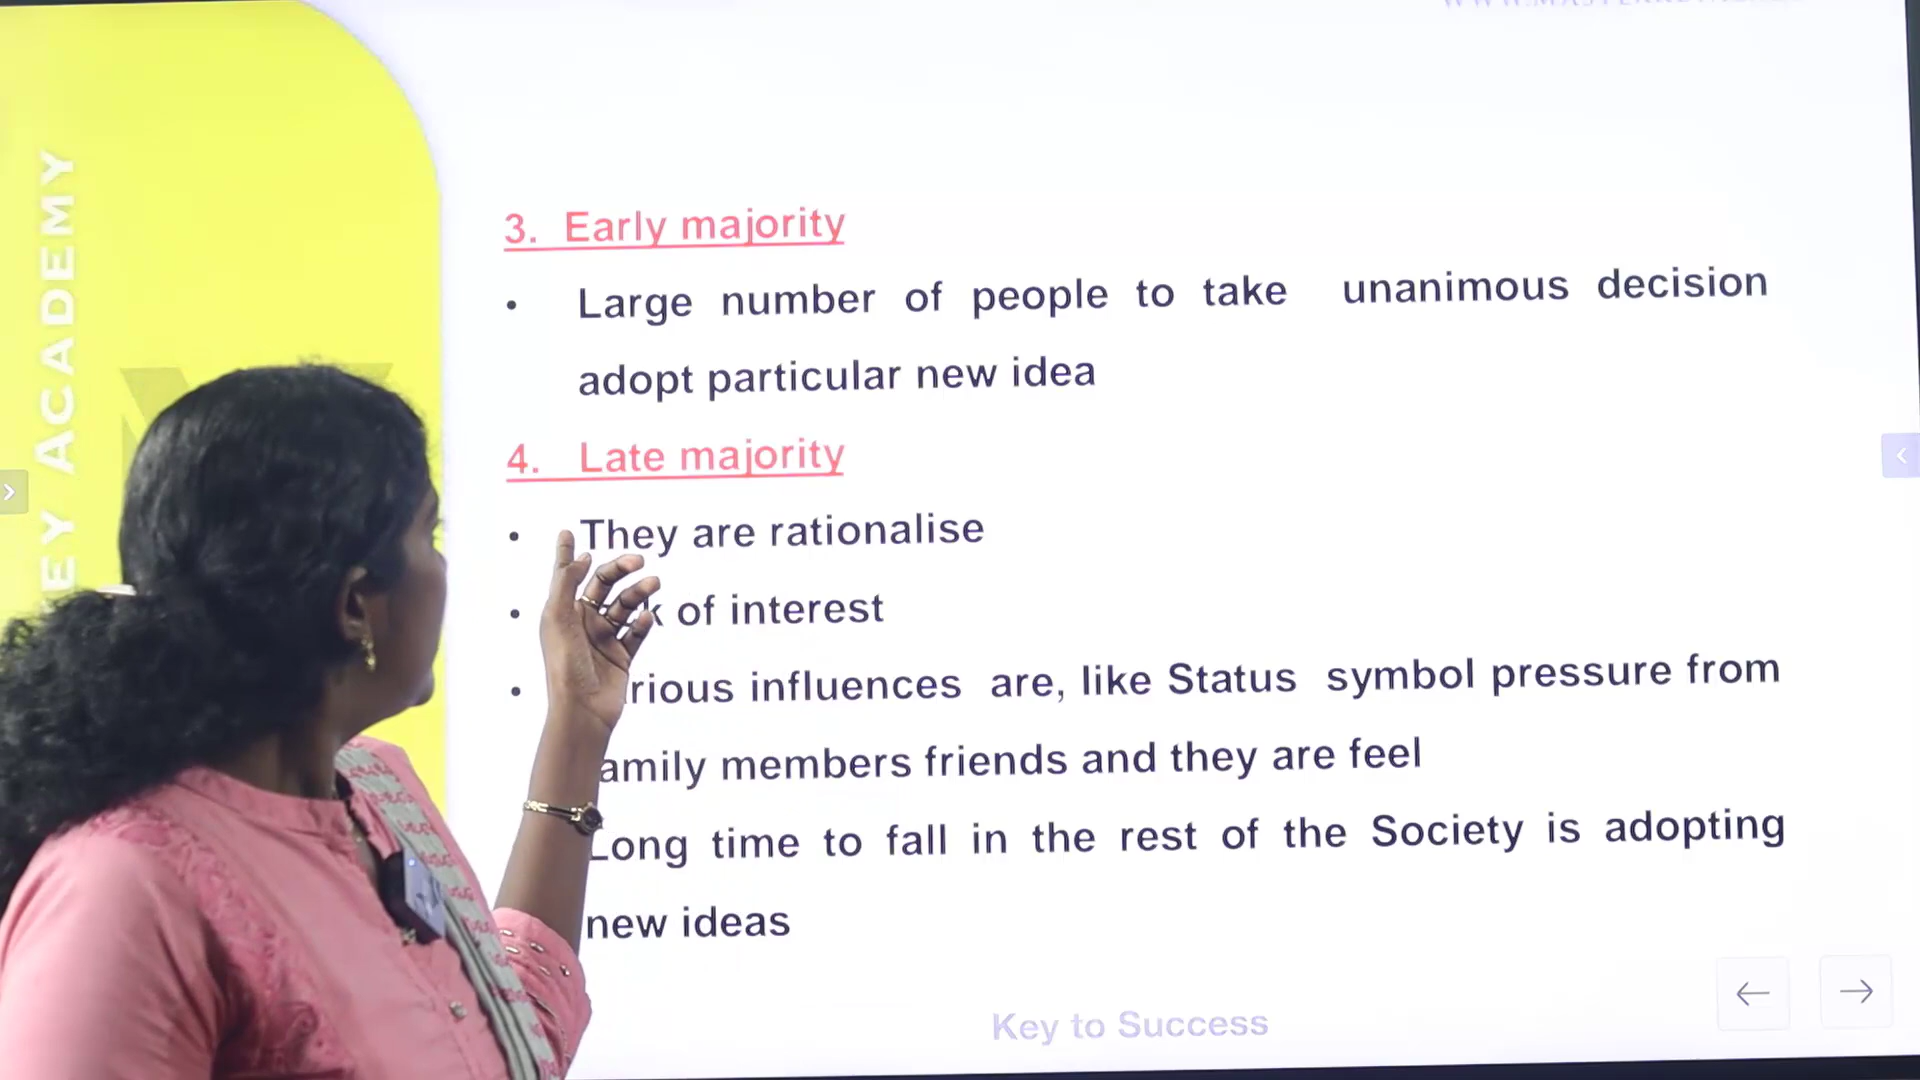 3. Early majority
• Large number of people to take unanimous decision
adopt particular new idea
4. Late majority
• They are rationalise
• of interest
• influences are, like Status symbol pressure from
members friends and they are feel
Long time to fall in the rest of the Society is adopting
new ideas
Key to Success
EY ACADEMY